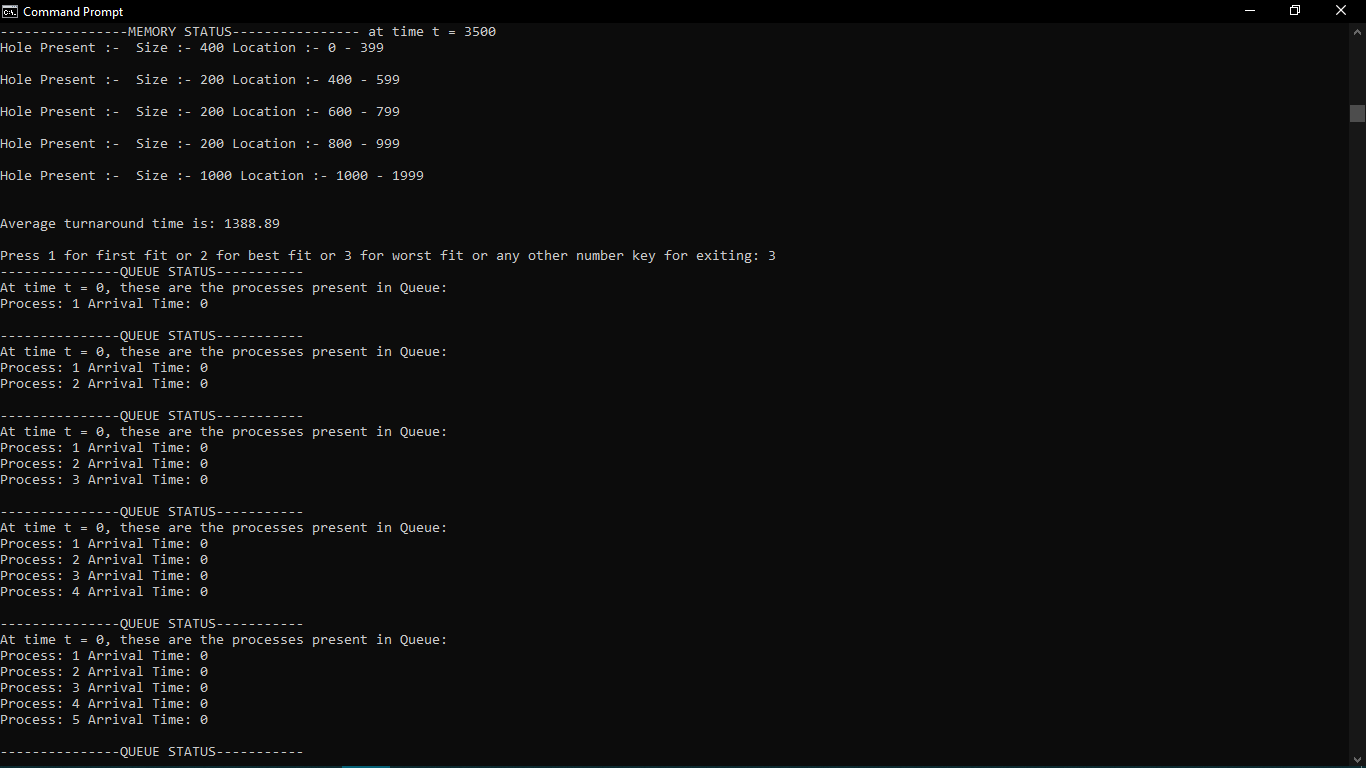 Command Prompt
----------------MEMORY STATUS---------------- at time t = 3500
Hole Present :-  Size :- 400 Location :- 0 - 399
Hole Present :-  Size :- 200 Location :- 400 - 599
Hole Present :-  Size :- 200 Location :- 600 - 799
Hole Present :-  Size :- 200 Location :- 800 - 999
Hole Present :-  Size :- 1000 Location :- 1000 - 1999
Average turnaround time is: 1388.89
Press 1 for first fit or 2 for best fit or 3 for worst fit or any other number key for exiting: 3
---------------QUEUE STATUS-----------
At time t = 0, these are the processes present in Queue:
Process: 1 Arrival Time: 0
---------------QUEUE STATUS-----------
At time t = 0, these are the processes present in Queue:
Process: 1 Arrival Time: 0
Process: 2 Arrival Time: 0
---------------QUEUE STATUS-----------
At time t = 0, these are the processes present in Queue:
Process: 1 Arrival Time: 0
Process: 2 Arrival Time: 0
Process: 3 Arrival Time: 0
---------------QUEUE STATUS-----------
At time t = 0, these are the processes present in Queue:
Process: 1 Arrival Time: 0
Process: 2 Arrival Time: 0
Process: 3 Arrival Time: 0
Process: 4 Arrival Time: 0
---------------QUEUE STATUS-----------
At time t = 0, these are the processes present in Queue:
Process: 1 Arrival Time: 0
Process: 2 Arrival Time: 0
Process: 3 Arrival Time: 0
Process: 4 Arrival Time: 0
Process: 5 Arrival Time: 0
---------------QUEUE STATUS-----------